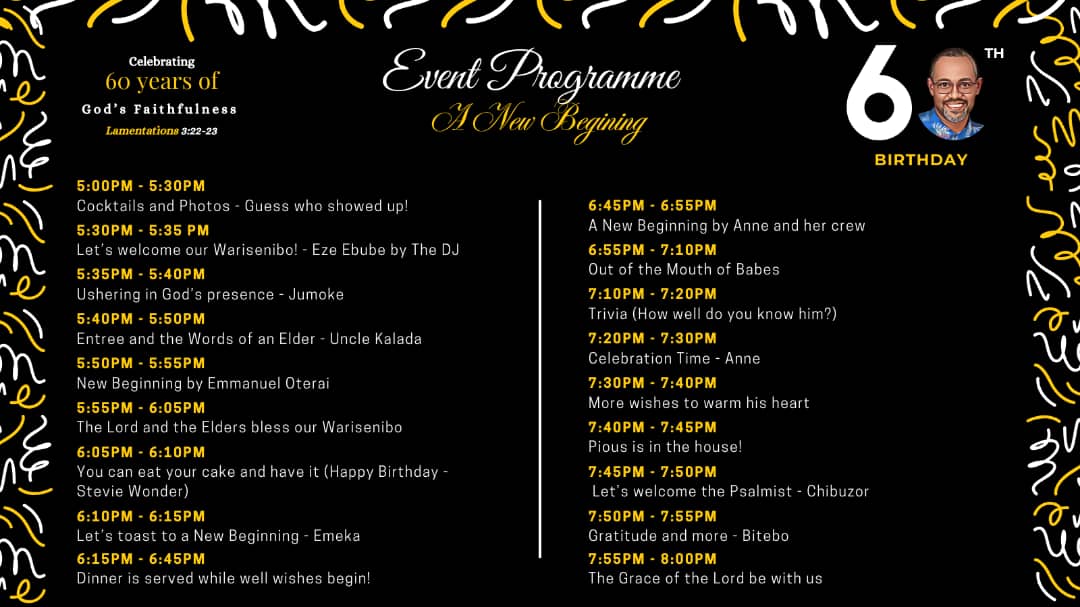 Celebrating
60 years of
God's Faithfulness
Lamentations 3:22-23
Event Programme
A New Begining
60 TH
BIRTHDAY
5:00PM - 5:30PM
Cocktails and Photos - Guess who showed up!
5:30PM - 5:35 PM
Let's welcome our Warisenibo! - Eze Ebube by The DJ
5:35PM - 5:40PM
Ushering in God's presence - Jumoke
5:40PM - 5:50PM
Entree and the Words of an Elder - Uncle Kalada
5:50PM - 5:55PM
New Beginning by Emmanuel Oterai
5:55PM - 6:05PM
The Lord and the Elders bless our Warisenibo
6:05PM - 6:10PM
You can eat your cake and have it (Happy Birthday -
Stevie Wonder)
6:10PM - 6:15PM
Let's toast to a New Beginning - Emeka
6:15PM - 6:45PM
Dinner is served while well wishes begin!
6:45PM - 6:55PM
A New Beginning by Anne and her crew
6:55PM - 7:10PM
Out of the Mouth of Babes
7:10PM - 7:20PM
Trivia (How well do you know him?)
7:20PM - 7:30PM
Celebration Time - Anne
7:30PM - 7:40PM
More wishes to warm his heart
7:40PM - 7:45PM
Pious is in the house!
7:45PM - 7:50PM
Let's welcome the Psalmist - Chibuzor
7:50PM - 7:55PM
Gratitude and more - Bitebo
7:55PM - 8:00PM
The Grace of the Lord be with us